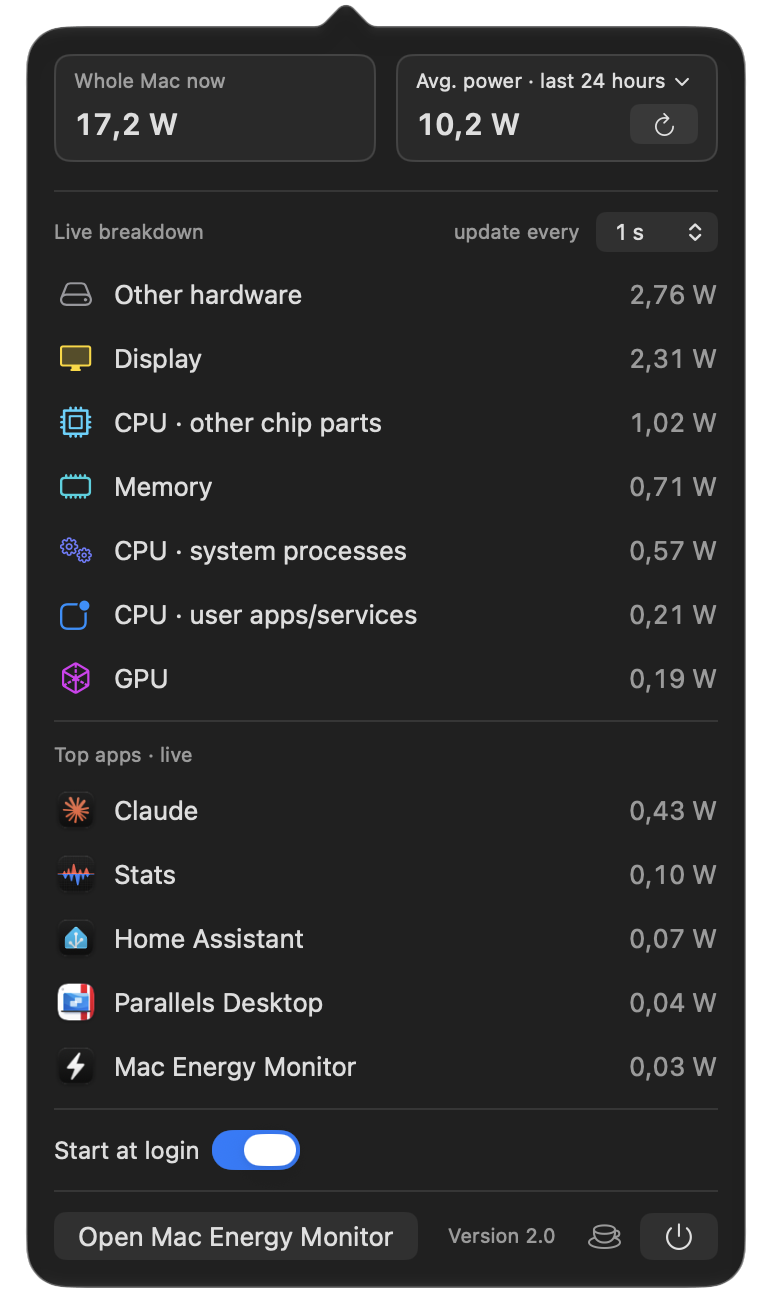 Whole Mac now
17,2 W
Avg. power · last 24 hours
10,2 W
Live breakdown
update every
1 s
Other hardware 2,76 W
Display 2,31 W
CPU · other chip parts 1,02 W
Memory 0,71 W
CPU · system processes 0,57 W
CPU · user apps/services 0,21 W
GPU 0,19 W
Top apps · live
Claude 0,43 W
Stats 0,10 W
Home Assistant 0,07 W
Parallels Desktop 0,04 W
Mac Energy Monitor 0,03 W
Start at login
Open Mac Energy Monitor
Version 2.0